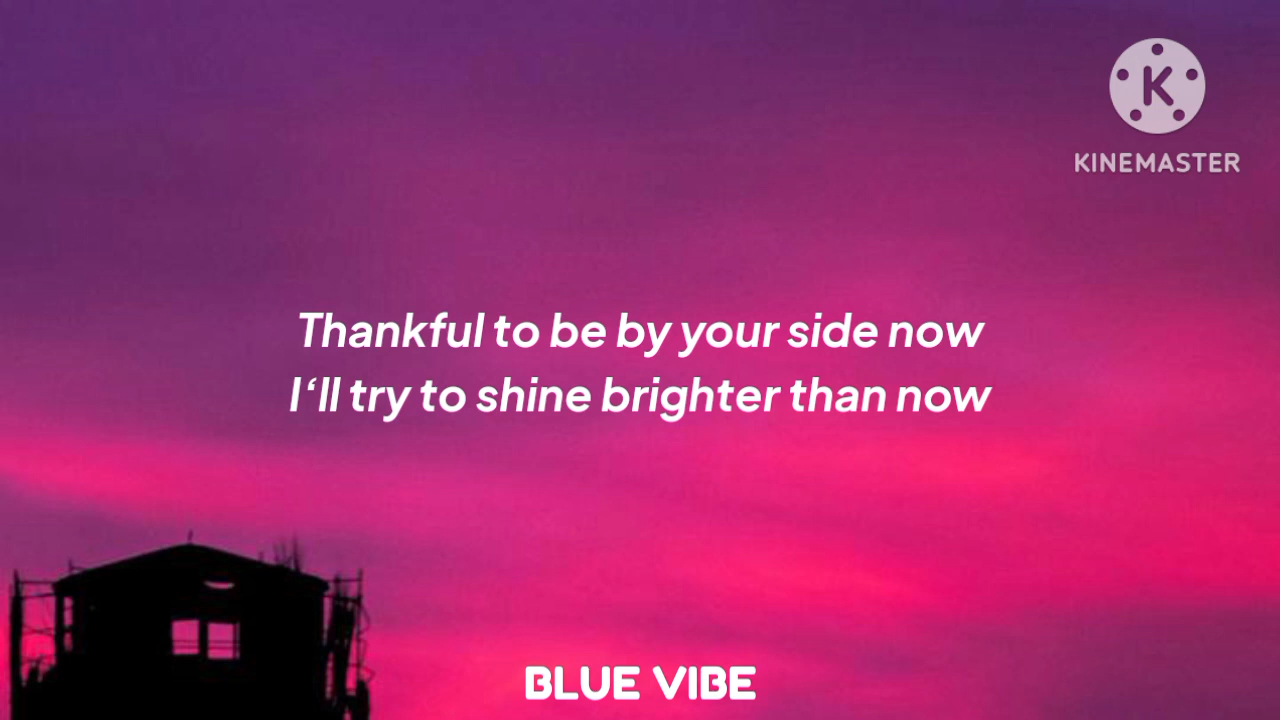 K
KINEMASTER
Thankful to be by your side now
I‘ll try to shine brighter than now
BLUE VIBE